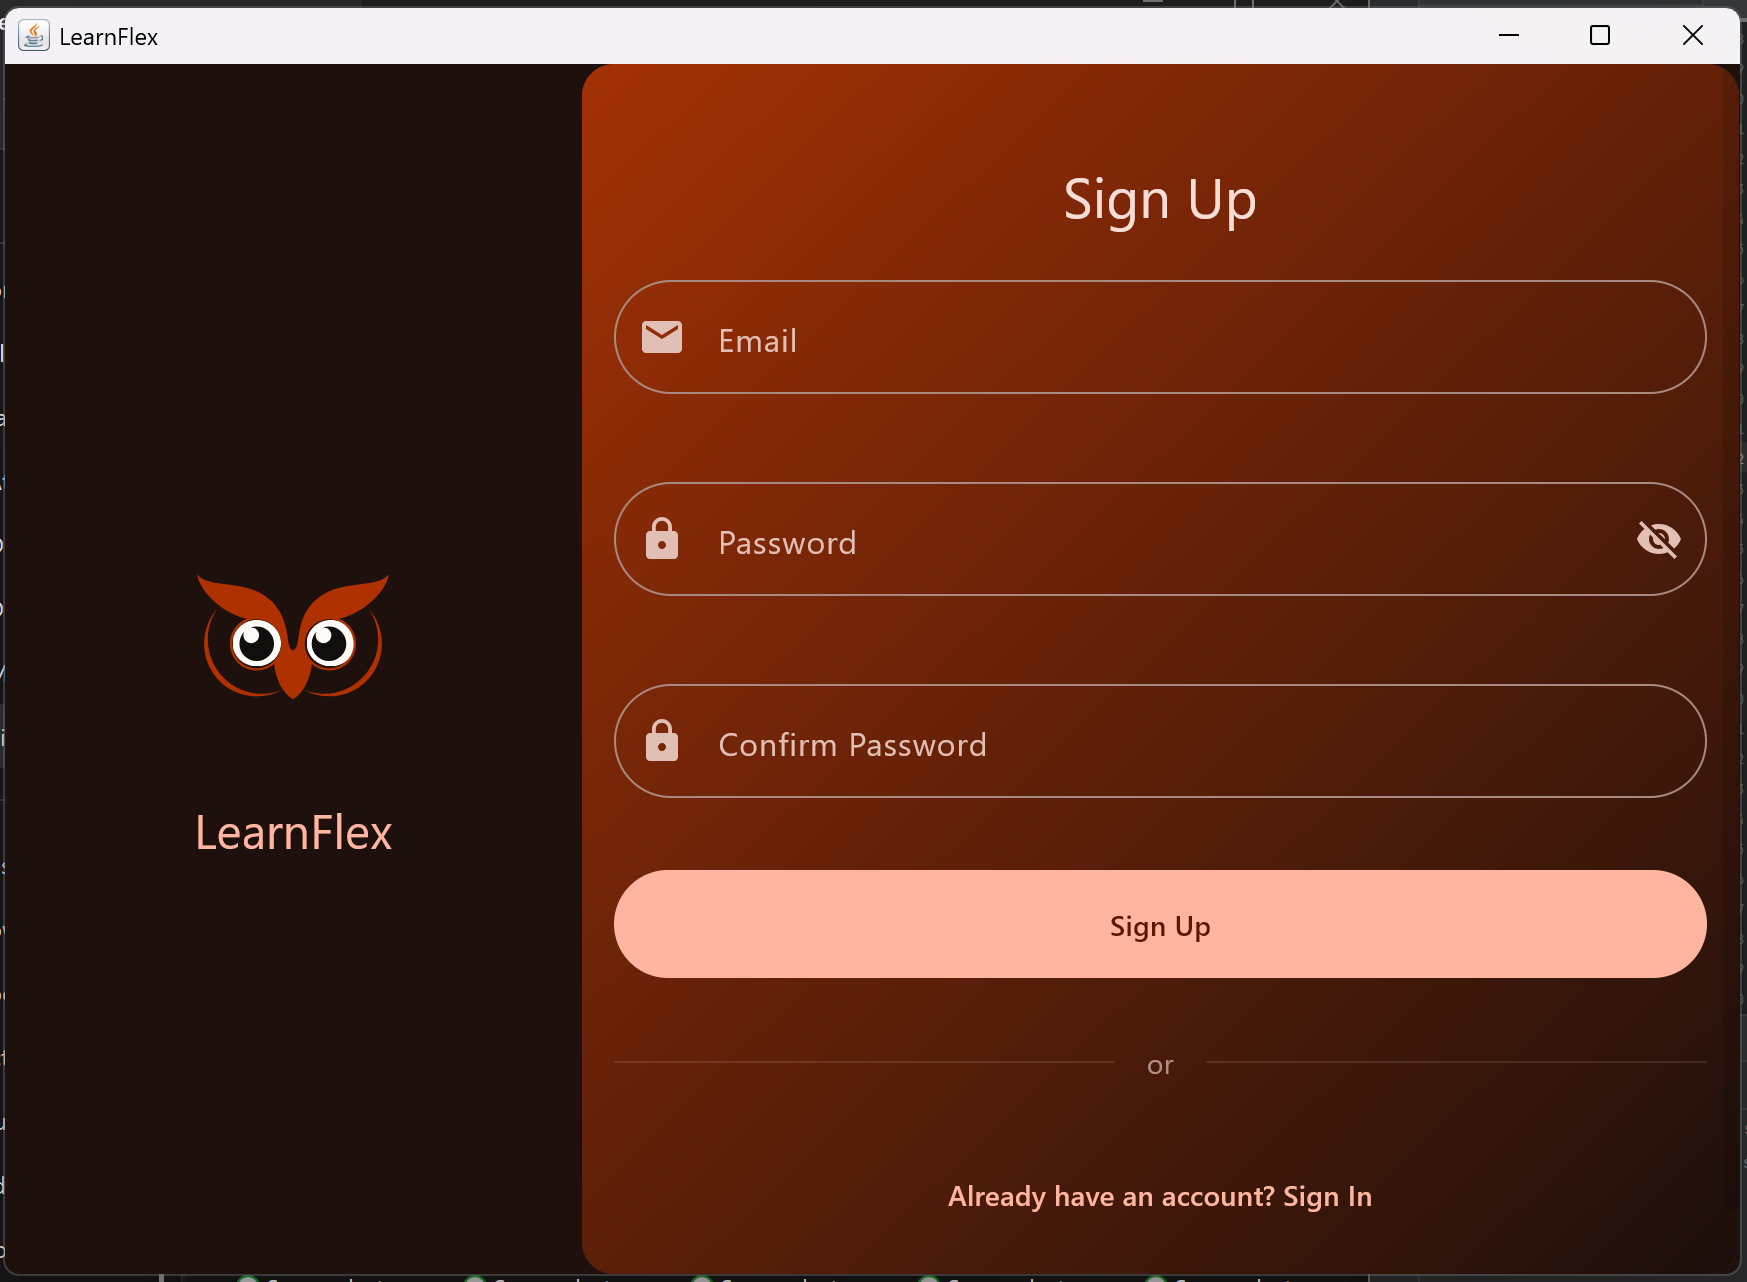 LearnFlex
Sign Up
Email
Password
Confirm Password
LearnFlex
Sign Up
or
Already have an account? Sign In